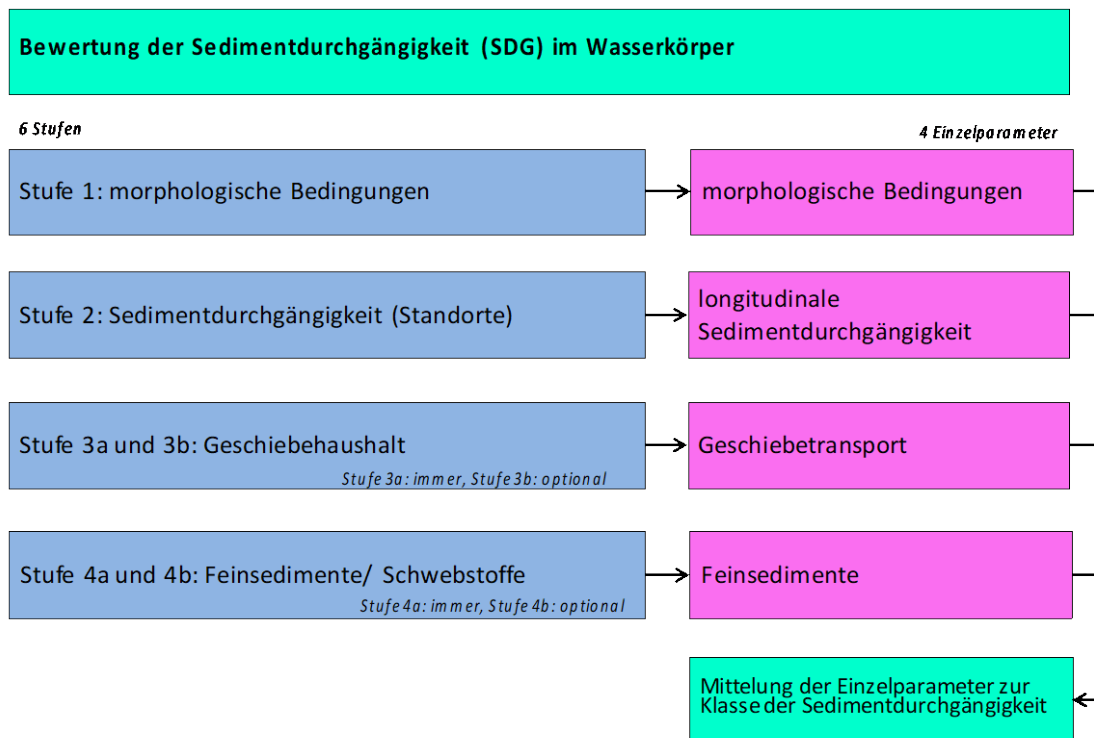 Bewertung der Sedimentdurchgängigkeit (SDG) im Wasserkörper
6 Stufen
4 Einzelparameter
Stufe 1: morphologische Bedingungen
morphologische Bedingungen
Stufe 2: Sedimentdurchgängigkeit (Standorte)
longitudinale
Sedimentdurchgängigkeit
Stufe 3a und 3b: Geschiebehaushalt
Stufe 3a: immer, Stufe 3b: optional
Geschiebetransport
Stufe 4a und 4b: Feinsedimente/ Schwebstoffe
Stufe 4a: immer, Stufe 4b: optional
Feinsedimente
Mittelung der Einzelparameter zur
Klasse der Sedimentdurchgängigkeit